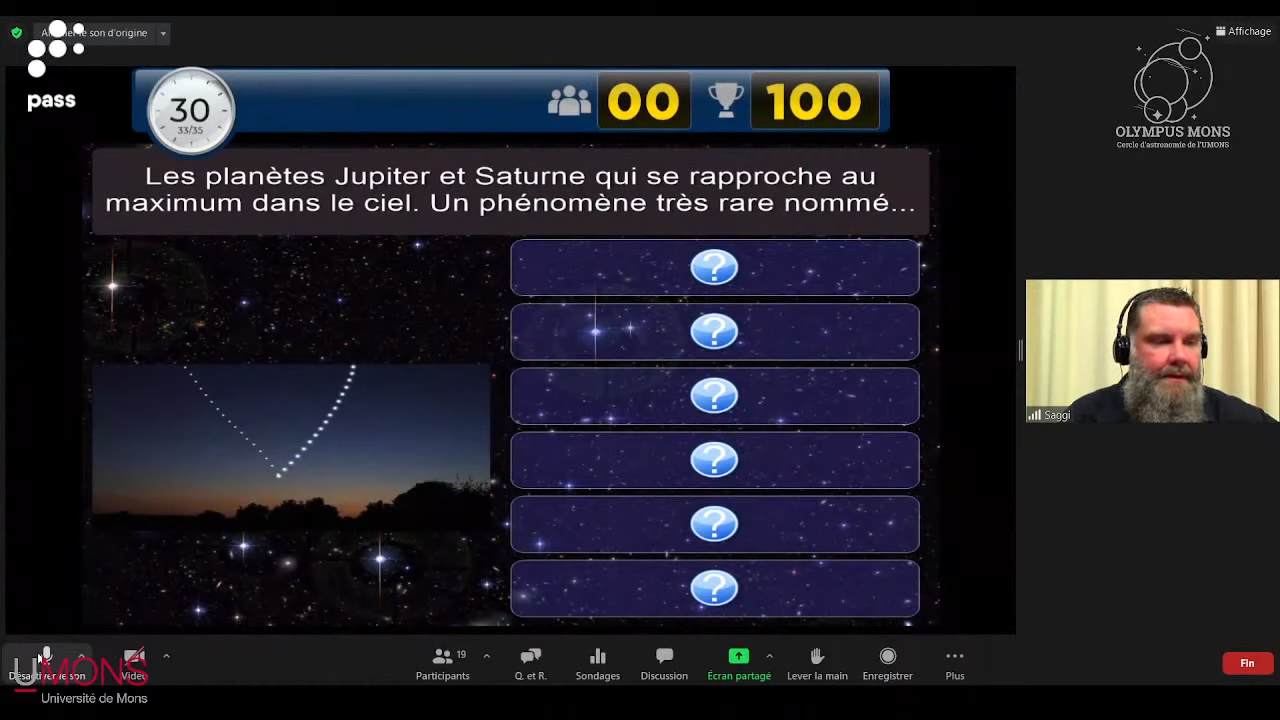 Affichage
pass
30
33/35
00
100
OLYMPUS MONS
Cercle d'astronomie de l'UMONS
Les planètes Jupiter et Saturne qui se rapproche au
maximum dans le ciel. Un phénomène très rare nommé...
?
?
?
?
?
?
Saggi
UMONS
Université de Mons
19
Participants
Q. et R.
Sondages
Discussion
Écran partagé
Lever la main
Enregistrer
Plus
Fin